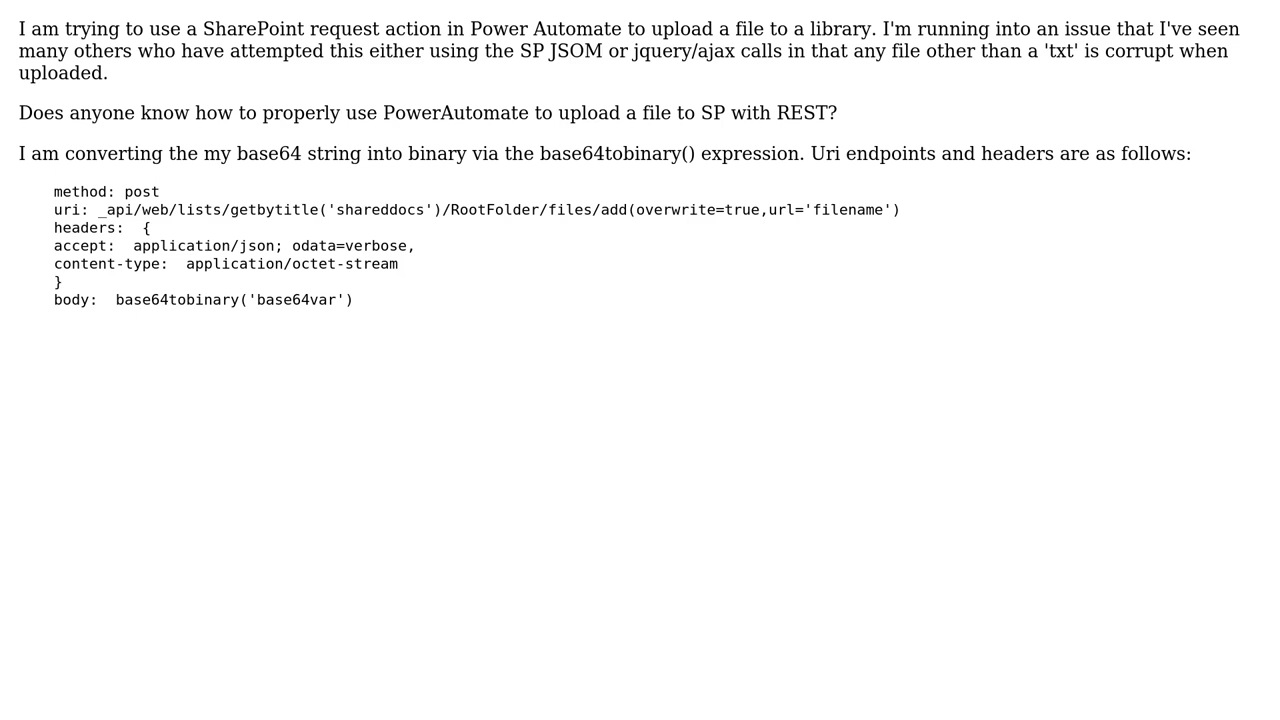 I am trying to use a SharePoint request action in Power Automate to upload a file to a library. I'm running into an issue that I've seen
many others who have attempted this either using the SP JSOM or jquery/ajax calls in that any file other than a 'txt' is corrupt when
uploaded.
Does anyone know how to properly use PowerAutomate to upload a file to SP with REST?
I am converting the my base64 string into binary via the base64tobinary() expression. Uri endpoints and headers are as follows:
method: post
uri: _api/web/lists/getbytitle('shareddocs')/RootFolder/files/add(overwrite=true,url='filename')
headers:  {
accept:  application/json; odata=verbose,
content-type:  application/octet-stream
}
body:  base64tobinary('base64var')